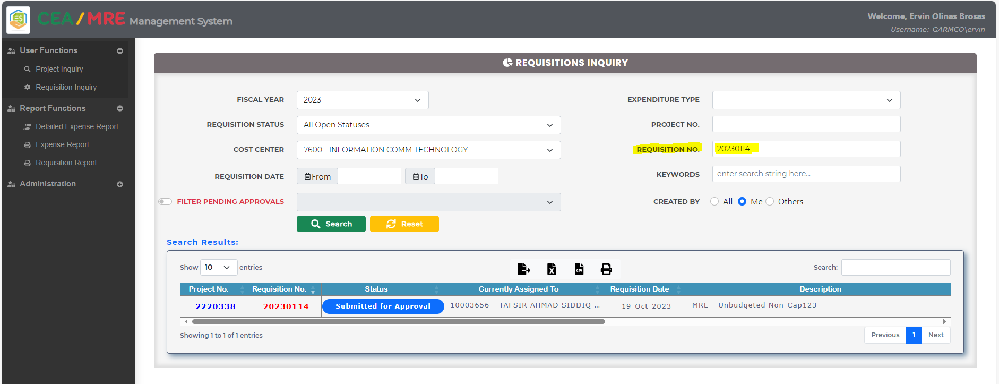 CEA/MRE Management System
Welcome, Ervin Olinas Brosas
Username: GARMCO\ervin
User Functions
Project Inquiry
Requisition Inquiry
Report Functions
Detailed Expense Report
Expense Report
Requisition Report
Administration
REQUISITIONS INQUIRY
FISCAL YEAR 2023
EXPENDITURE TYPE
REQUISITION STATUS All Open Statuses
PROJECT NO.
COST CENTER 7600 - INFORMATION COMM TECHNOLOGY
REQUISITION NO. 20230114
REQUISITION DATE From To
KEYWORDS enter search string here...
FILTER PENDING APPROVALS
CREATED BY All Me Others
Search Reset
Search Results:
Show 10 entries
CSV
Search:
Project No. Requisition No. Status Currently Assigned To Requisition Date Description
2220338 20230114 Submitted for Approval 10003656 - TAFSIR AHMAD SIDDIQ ... 19-Oct-2023 MRE - Unbudgeted Non-Cap123
Showing 1 to 1 of 1 entries
Previous 1 Next